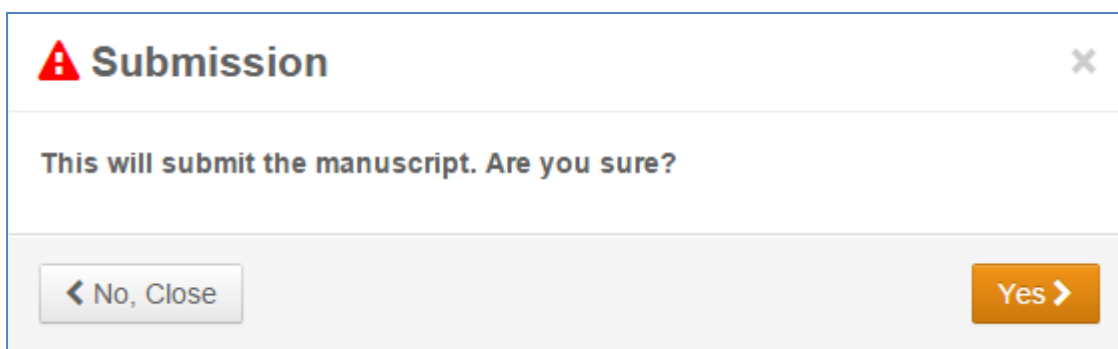 Submission
This will submit the manuscript. Are you sure?
No, Close
Yes